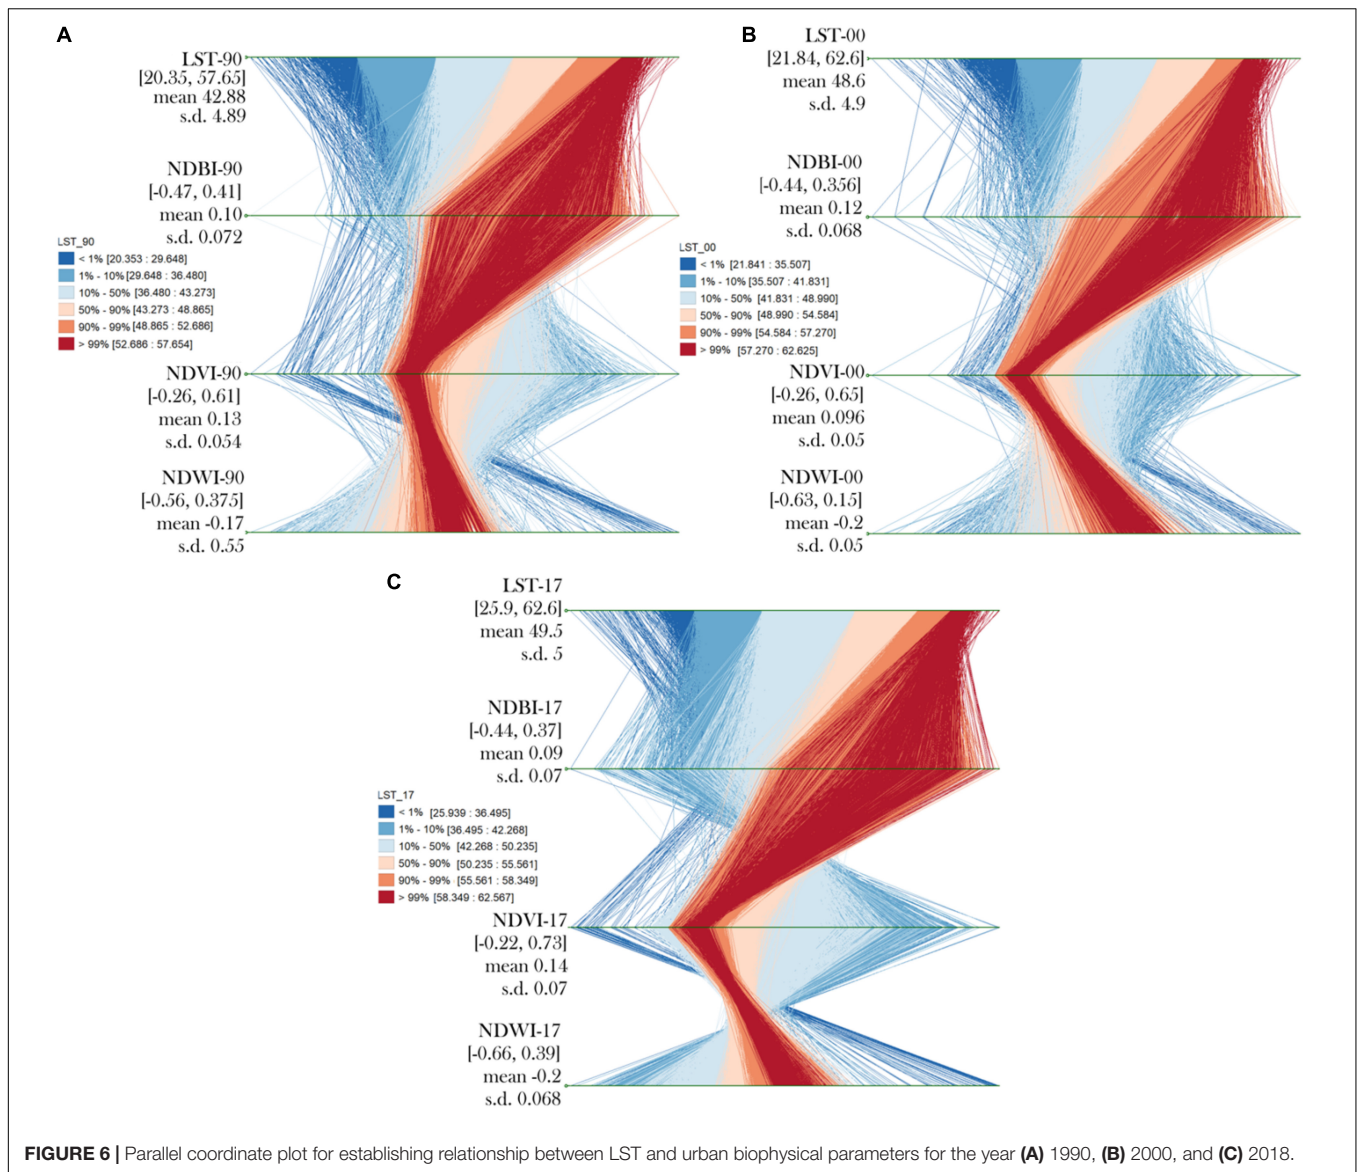 A
LST-90
[20.35, 57.65]
mean 42.88
s.d. 4.89
NDBI-90
[-0.47, 0.41]
mean 0.10
s.d. 0.072
LST_90
< 1% [20.353 : 29.648]
1% - 10% [29.648 : 36.480]
10% - 50% [36.480 : 43.273]
50% - 90% [43.273 : 48.865]
90% - 99% [48.865 : 52.686]
> 99% [52.686 : 57.654]
NDVI-90
[-0.26, 0.61]
mean 0.13
s.d. 0.054
NDWI-90
[-0.56, 0.375]
mean -0.17
s.d. 0.55
B
LST-00
[21.84, 62.6]
mean 48.6
s.d. 4.9
NDBI-00
[-0.44, 0.356]
mean 0.12
s.d. 0.068
LST_00
< 1% [21.841 : 35.507]
1% - 10% [35.507 : 41.831]
10% - 50% [41.831 : 48.990]
50% - 90% [48.990 : 54.584]
90% - 99% [54.584 : 57.270]
> 99% [57.270 : 62.625]
NDVI-00
[-0.26, 0.65]
mean 0.096
s.d. 0.05
NDWI-00
[-0.63, 0.15]
mean -0.2
s.d. 0.05
C
LST-17
[25.9, 62.6]
mean 49.5
s.d. 5
NDBI-17
[-0.44, 0.37]
mean 0.09
s.d. 0.07
LST_17
< 1% [25.939 : 36.495]
1% - 10% [36.495 : 42.268]
10% - 50% [42.268 : 50.235]
50% - 90% [50.235 : 55.561]
90% - 99% [55.561 : 58.349]
> 99% [58.349 : 62.567]
NDVI-17
[-0.22, 0.73]
mean 0.14
s.d. 0.07
NDWI-17
[-0.66, 0.39]
mean -0.2
s.d. 0.068
FIGURE 6 | Parallel coordinate plot for establishing relationship between LST and urban biophysical parameters for the year (A) 1990, (B) 2000, and (C) 2018.